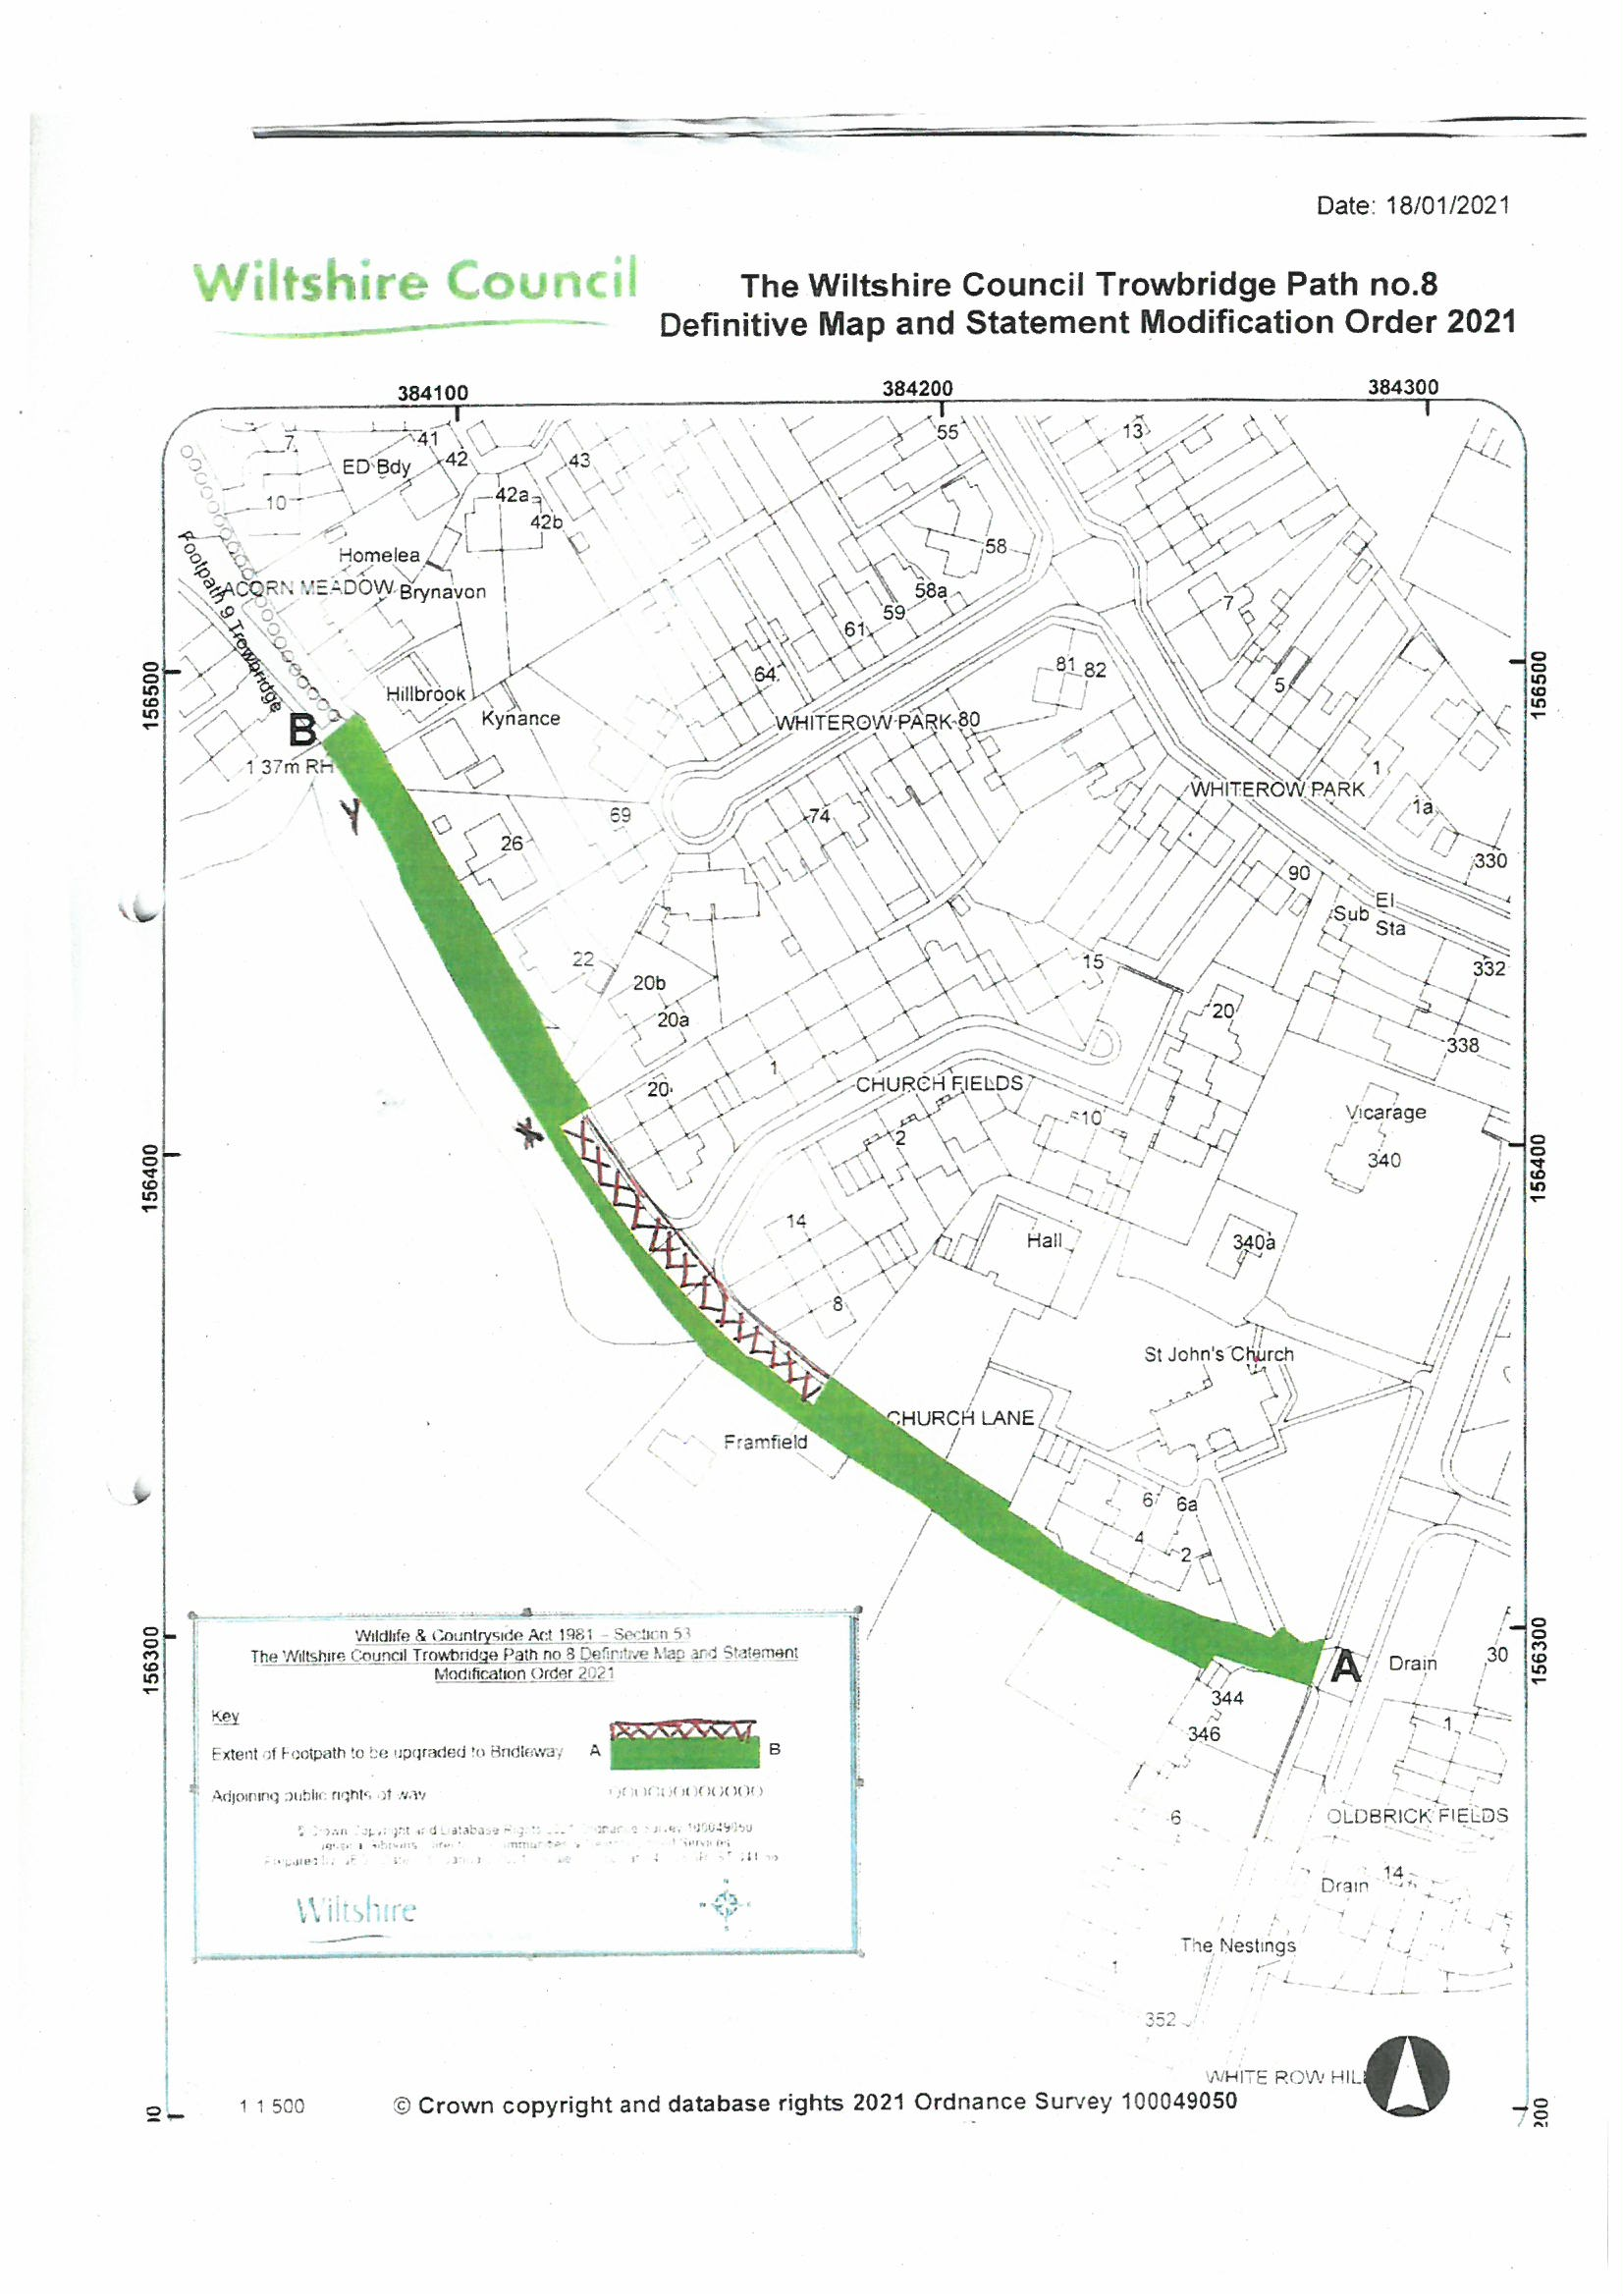 Date: 18/01/2021
Wiltshire Council
The Wiltshire Council Trowbridge Path no.8
Definitive Map and Statement Modification Order 2021
384100
384200
384300
7
41
42
ED Bdy
43
55
13
10
42a
42b
58
Homelea
Footpath 9 Trowbridge
ACORN MEADOW
Brynavon
58a
59
61
7
156500
64
81
82
5
156500
Hillbrook
B
Kynance
WHITEROW PARK
80
1.37m RH
1
WHITEROW PARK
1a
Y
69
74
26
330
90
El
Sub
Sta
22
15
332
20b
20a
20
338
1
CHURCH FIELDS
20
10
Vicarage
2
340
156400
156400
14
Hall
340a
8
St John's Church
CHURCH LANE
Framfield
6
6a
4
2
156300
156300
A
Drain
30
344
1
346
OLDBRICK FIELDS
6
14
Drain
The Nestings
1
352
WHITE ROW HILL
Wildlife & Countryside Act 1981 - Section 53
The Wiltshire Council Trowbridge Path no 8 Definitive Map and Statement
Modification Order 2021
Key
Extent of Footpath to be upgraded to Bridleway
A
B
Adjoining public rights of way
Wiltshire
1 1 500
© Crown copyright and database rights 2021 Ordnance Survey 100049050
200